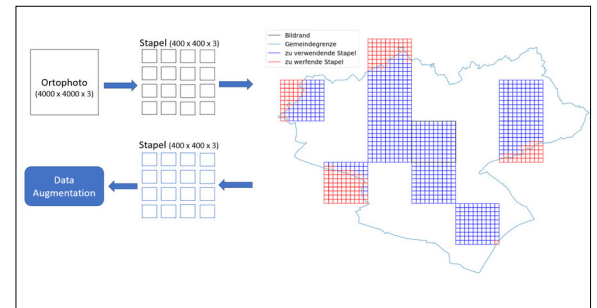 Ortophoto
(4000 x 4000 x 3)
Stapel (400 x 400 x 3)
Bildrand
Gemeindegrenze
zu verwendende Stapel
zu werfende Stapel
Stapel (400 x 400 x 3)
Data
Augmentation